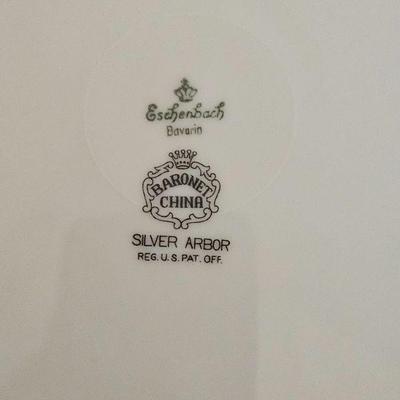 Eschenbach
Bavaria
BARONET
CHINA
SILVER ARBOR
REG. U.S. PAT. OFF.